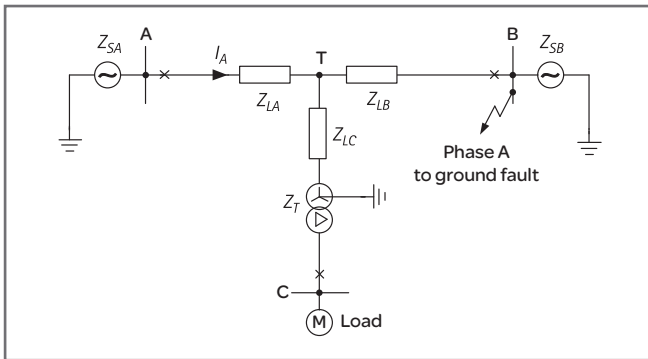 A
B
Z_SA
I_A
T
Z_SB
Z_LA
Z_LB
Z_LC
Phase A
to ground fault
Z_T
C
M Load